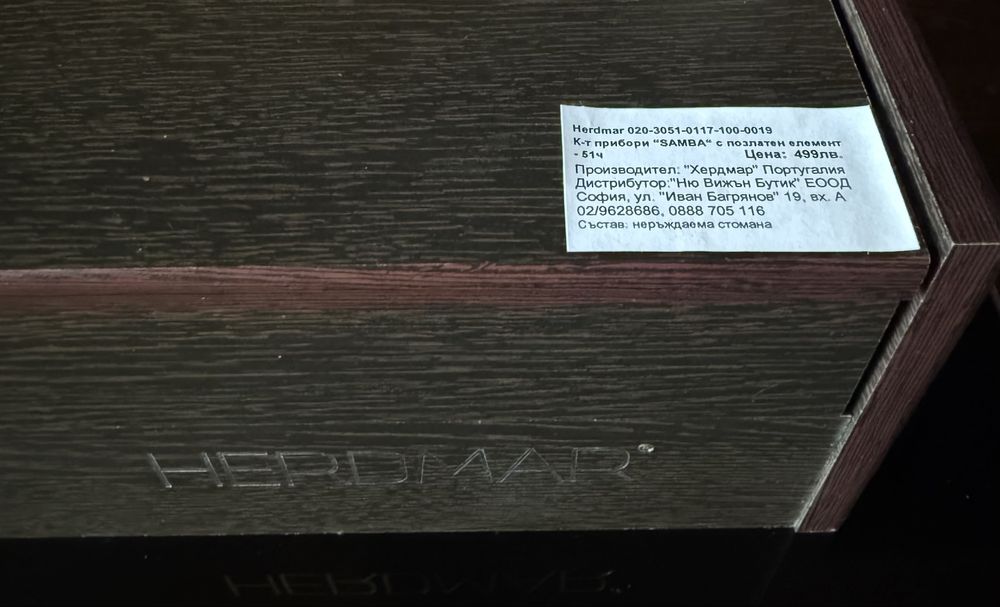 Herdmar 020-3051-0117-100-0019
К-т прибори "SAMBA" с позлатен елемент
- 51ч Цена: 499лв.
Производител: "Хердмар" Португалия
Дистрибутор:"Ню Вижън Бутик" ЕООД
София, ул. "Иван Багрянов" 19, вх. А
02/9628686, 0888 705 116
Състав: неръждаема стомана
HERDMAR®